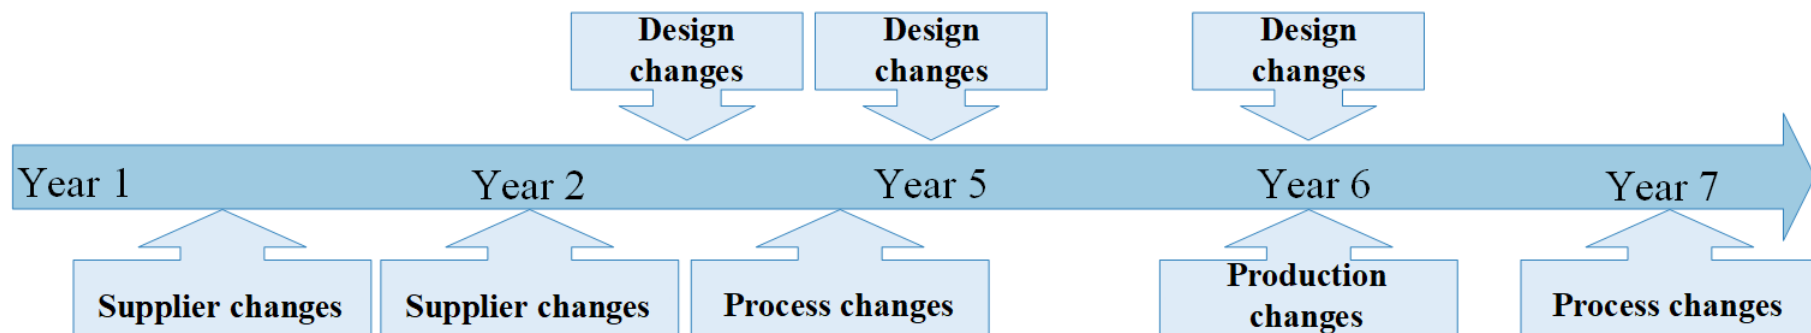 Design
changes
Design
changes
Design
changes
Year 1
Year 2
Year 5
Year 6
Year 7
Supplier changes
Supplier changes
Process changes
Production
changes
Process changes